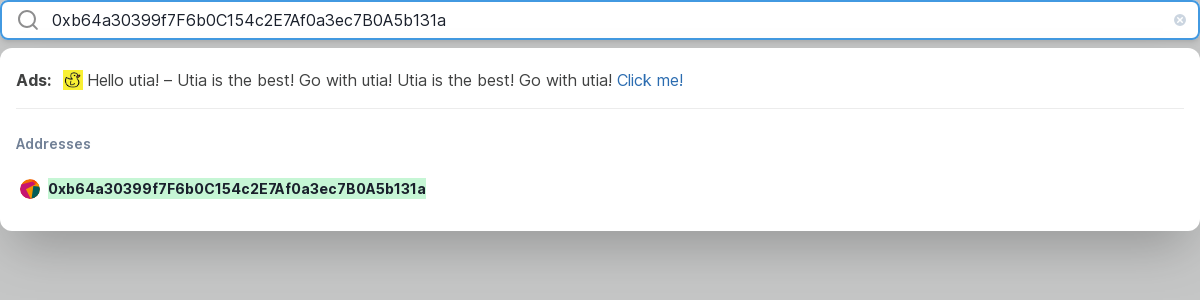 0xb64a30399f7F6b0C154c2E7Af0a3ec7B0A5b131a
Ads: Hello utia! – Utia is the best! Go with utia! Utia is the best! Go with utia! Click me!
Addresses
0xb64a30399f7F6b0C154c2E7Af0a3ec7B0A5b131a